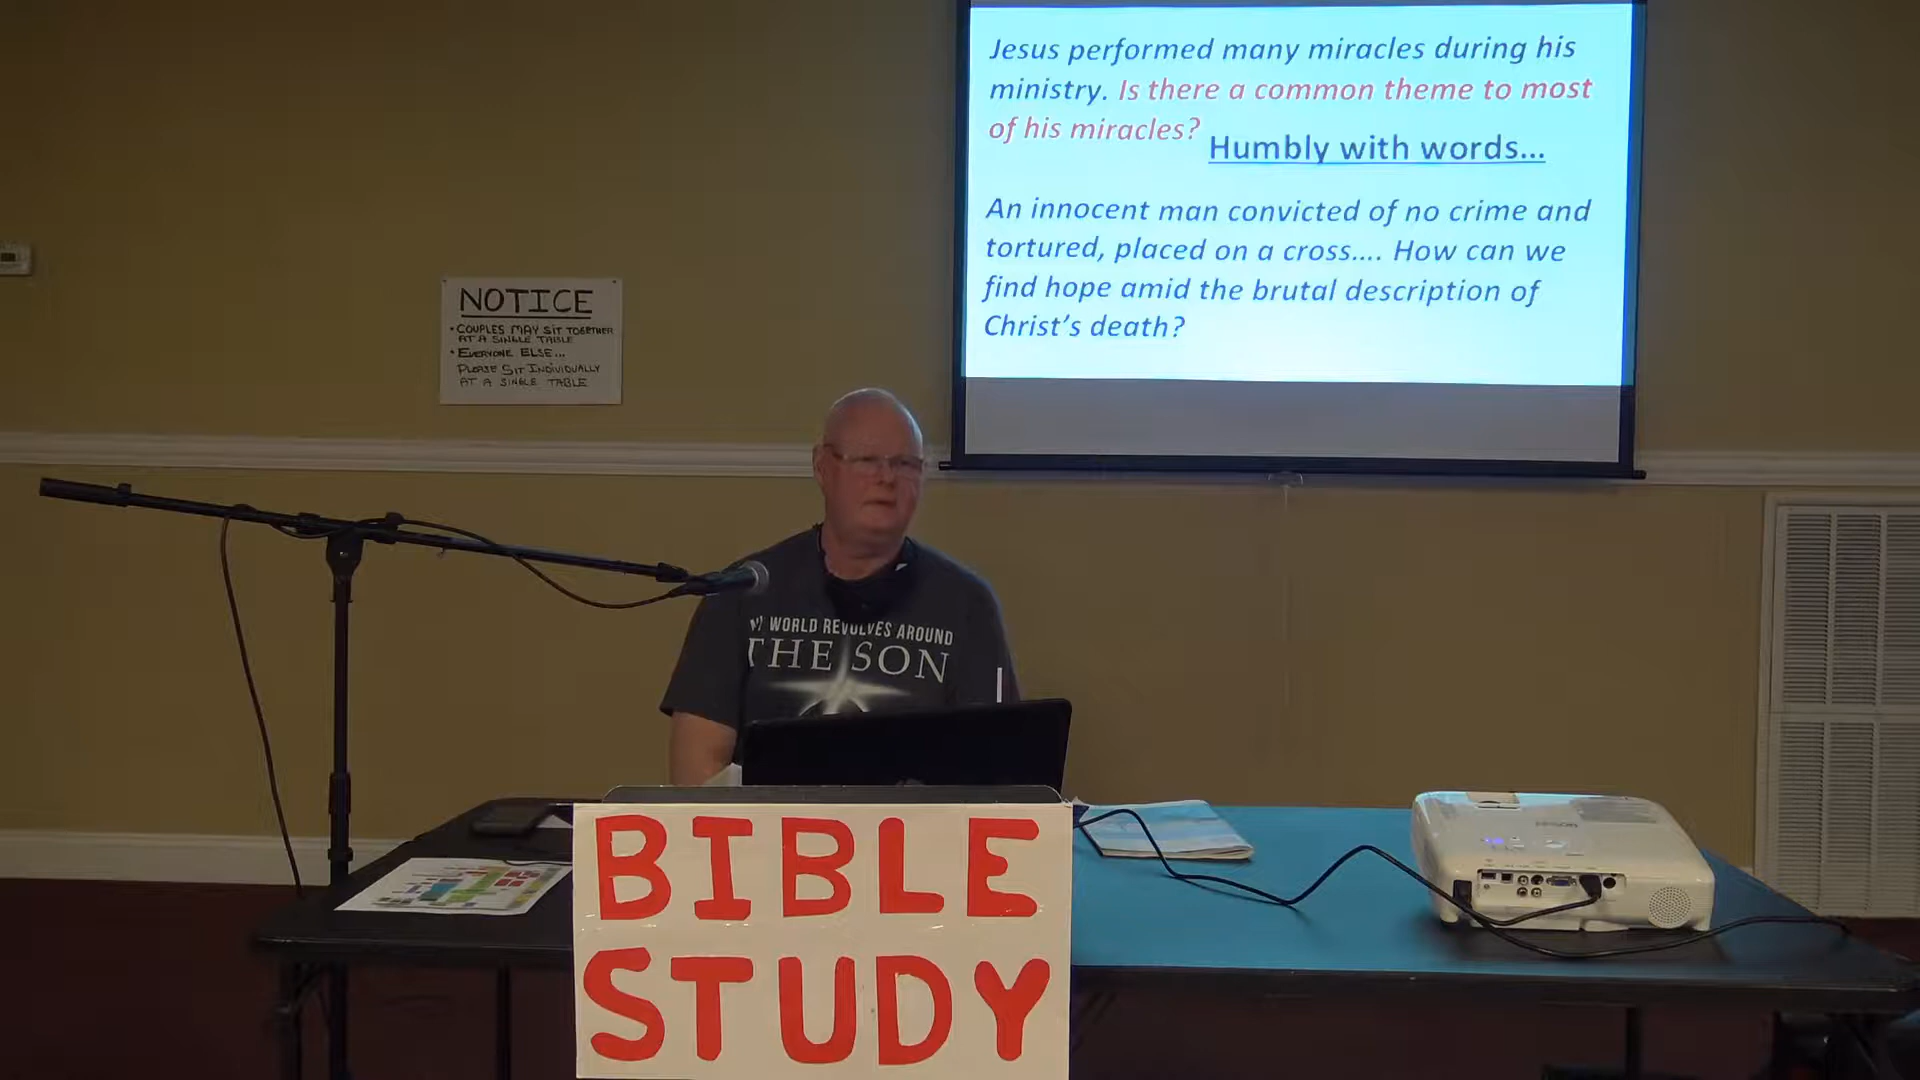 Jesus performed many miracles during his
ministry. Is there a common theme to most
of his miracles?
Humbly with words...
An innocent man convicted of no crime and
tortured, placed on a cross.... How can we
find hope amid the brutal description of
Christ's death?
NOTICE
• COUPLES MAY SIT TOGETHER
AT A SINGLE TABLE
• EVERYONE ELSE...
PLEASE SIT INDIVIDUALLY
AT A SINGLE TABLE
MY WORLD REVOLVES AROUND
THE SON
BIBLE
STUDY
EPSON